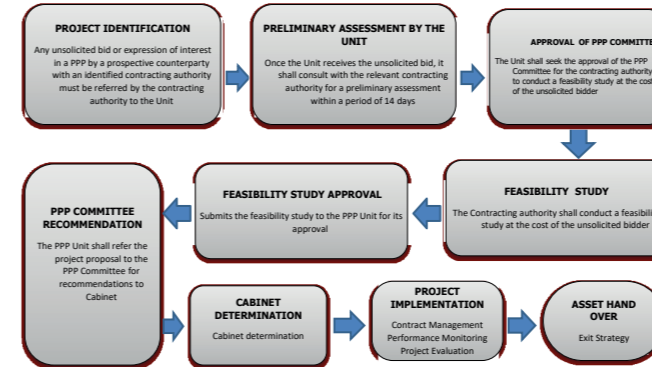 PROJECT IDENTIFICATION
Any unsolicited bid or expression of interest
in a PPP by a prospective counterparty
with an identified contracting authority
must be referred by the contracting
authority to the Unit
PRELIMINARY ASSESSMENT BY THE
UNIT
Once the Unit receives the unsolicited bid, it
shall consult with the relevant contracting
authority for a preliminary assessment
within a period of 14 days
APPROVAL OF PPP COMMITTE
The Unit shall seek the approval of the PPP
Committee for the contracting authority
to conduct a feasibility study at the cost
of the unsolicited bidder
FEASIBILITY STUDY
The Contracting authority shall conduct a
study at the cost of the unsolicited bidder
FEASIBILITY STUDY APPROVAL
Submits the feasibility study to the PPP Unit for its
approval
PPP COMMITTEE
RECOMMENDATION
The PPP Unit shall refer the
project proposal to the
PPP Committee for
recommendations to
Cabinet
CABINET
DETERMINATION
Cabinet determination
PROJECT
IMPLEMENTATION
Contract Management
Performance Monitoring
Project Evaluation
ASSET HAND
OVER
Exit Strategy